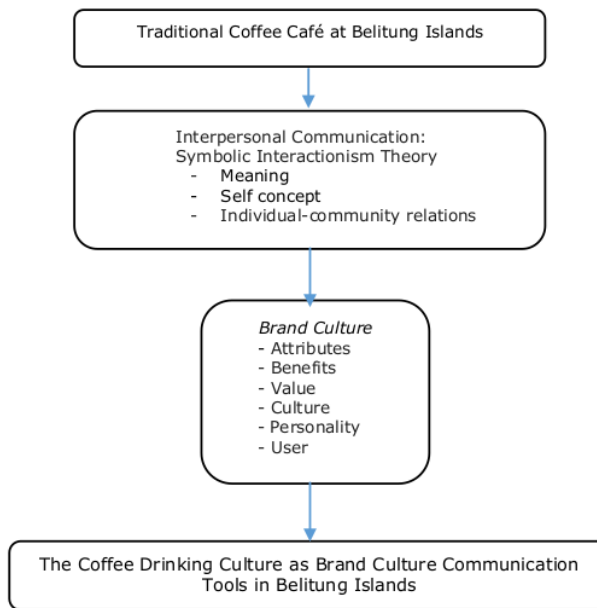 Traditional Coffee Café at Belitung Islands
Interpersonal Communication:
Symbolic Interactionism Theory
- Meaning
- Self concept
- Individual-community relations
Brand Culture
- Attributes
- Benefits
- Value
- Culture
- Personality
- User
The Coffee Drinking Culture as Brand Culture Communication
Tools in Belitung Islands